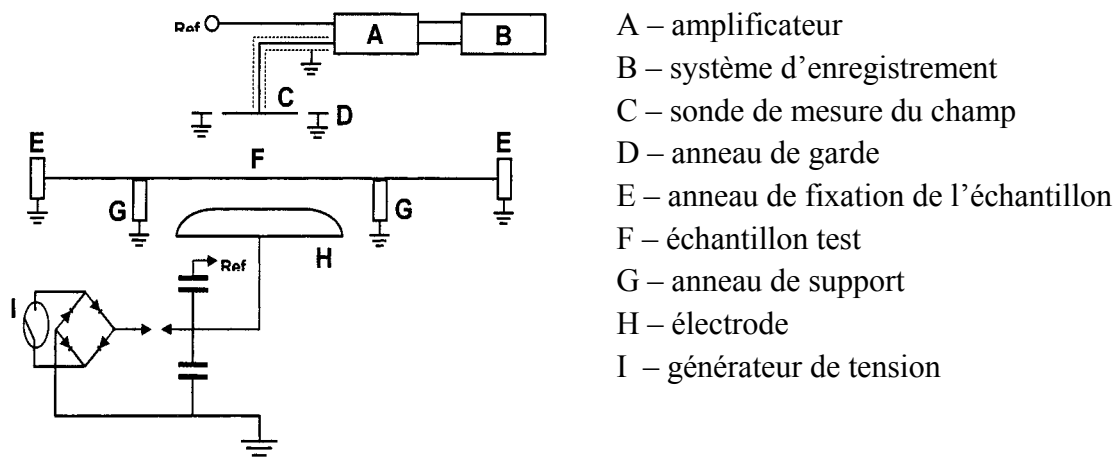 Ref
A
B
C
D
E
E
F
G
G
H
Ref
I
A – amplificateur
B – système d’enregistrement
C – sonde de mesure du champ
D – anneau de garde
E – anneau de fixation de l’échantillon
F – échantillon test
G – anneau de support
H – électrode
I – générateur de tension